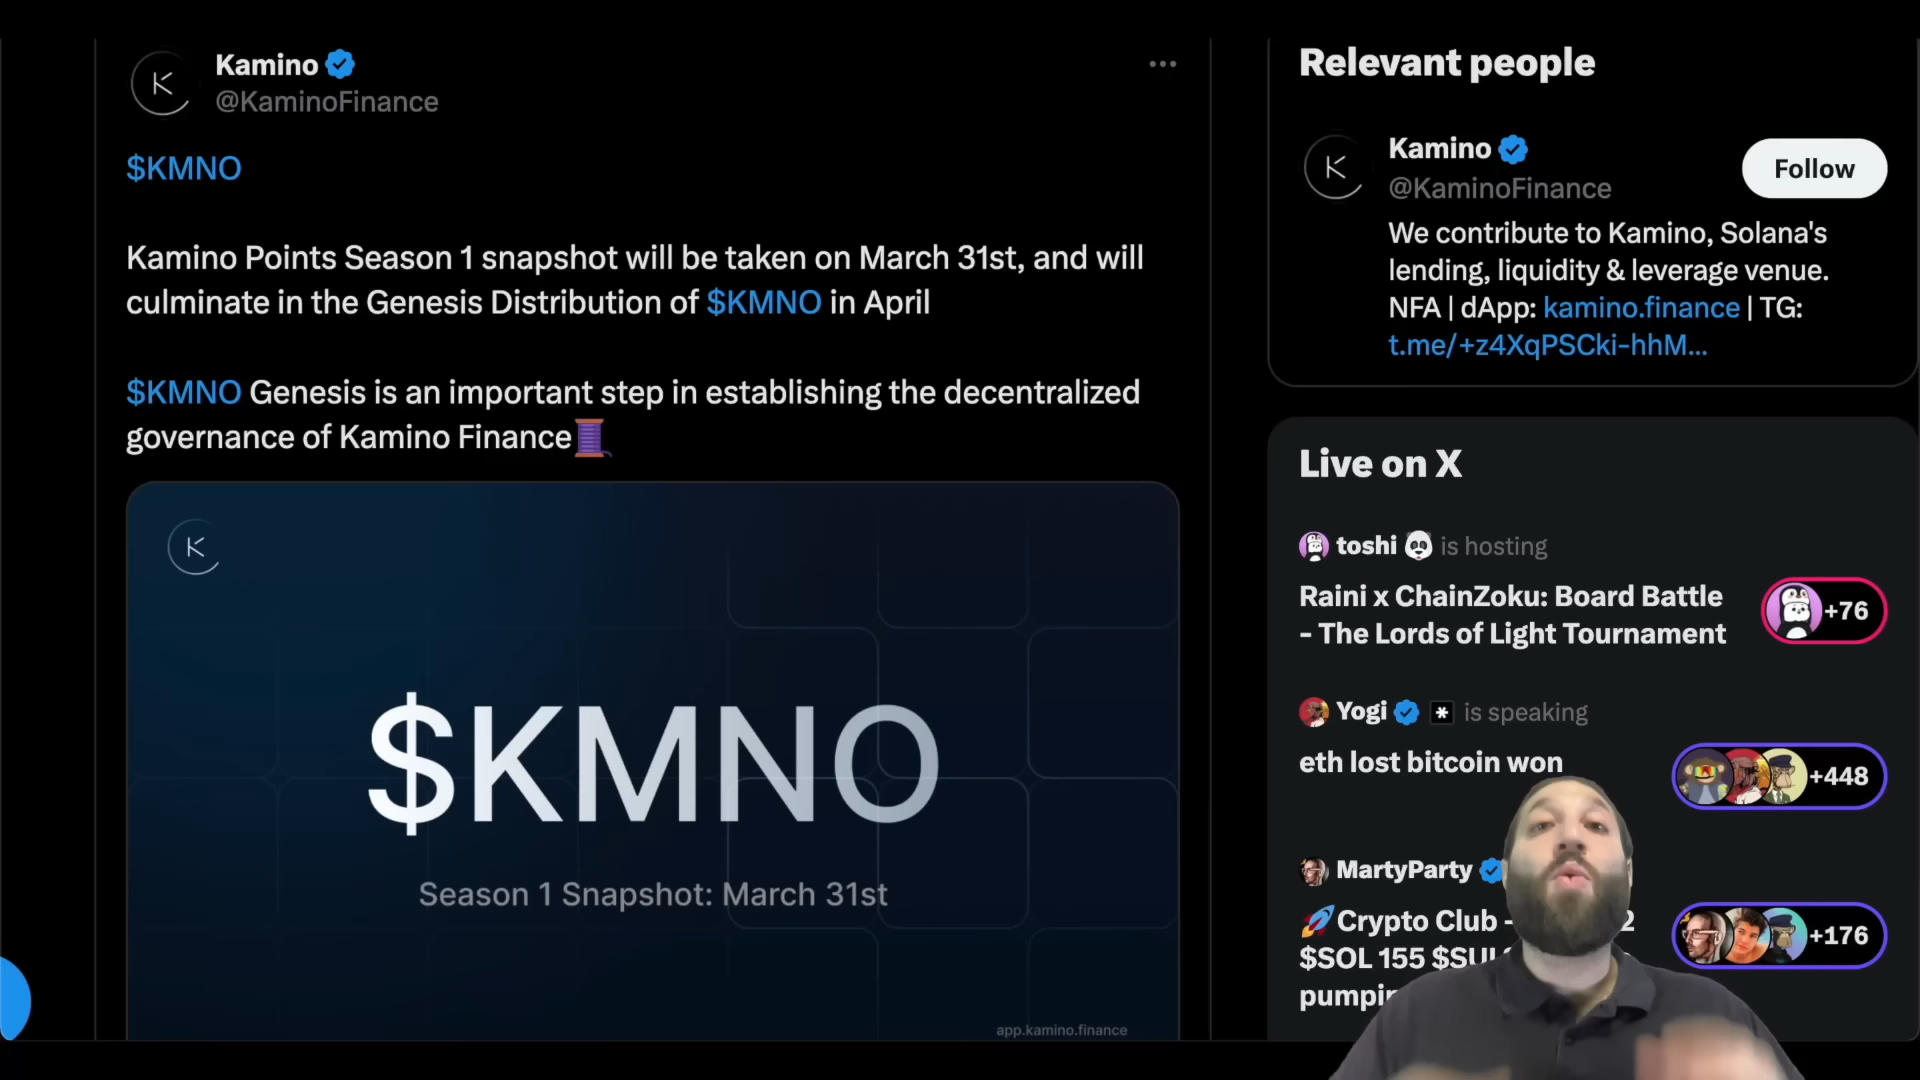 Kamino
@KaminoFinance
$KMNO
Kamino Points Season 1 snapshot will be taken on March 31st, and will
culminate in the Genesis Distribution of $KMNO in April
$KMNO Genesis is an important step in establishing the decentralized
governance of Kamino Finance
$KMNO
Season 1 Snapshot: March 31st
app.kamino.finance
Relevant people
Kamino
@KaminoFinance
Follow
We contribute to Kamino, Solana's
lending, liquidity & leverage venue.
NFA | dApp: kamino.finance | TG:
t.me/+z4XqPSCki-hhM...
Live on X
toshi is hosting
Raini x ChainZoku: Board Battle
- The Lords of Light Tournament
+76
Yogi is speaking
eth lost bitcoin won
+448
MartyParty
Crypto Club -
$SOL 155
+176